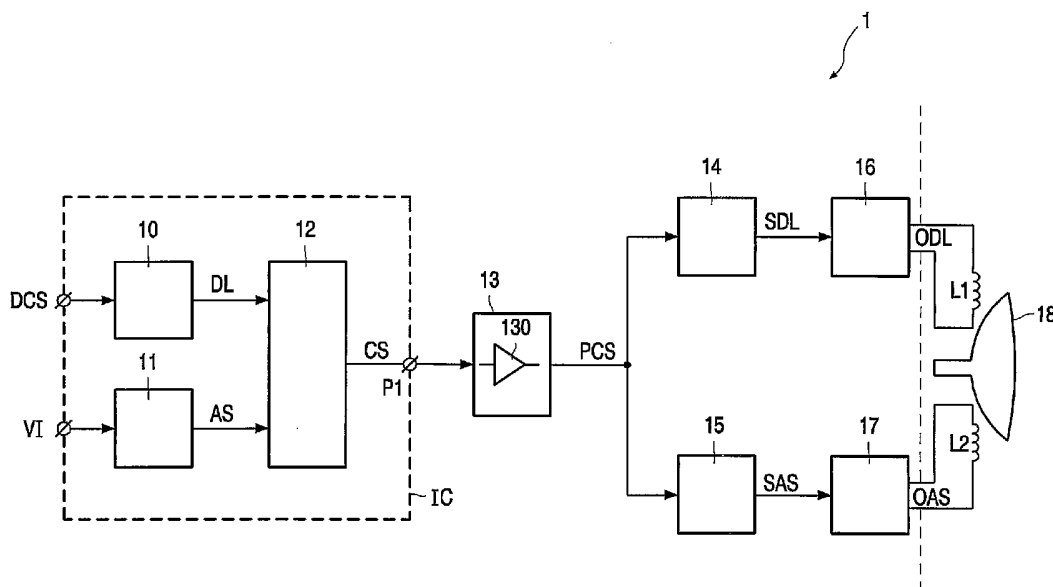 1
10
DL
12
DCS
11
AS
VI
CS
P1
IC
13
130
PCS
14
SDL
16
ODL
L1
18
15
SAS
17
OAS
L2